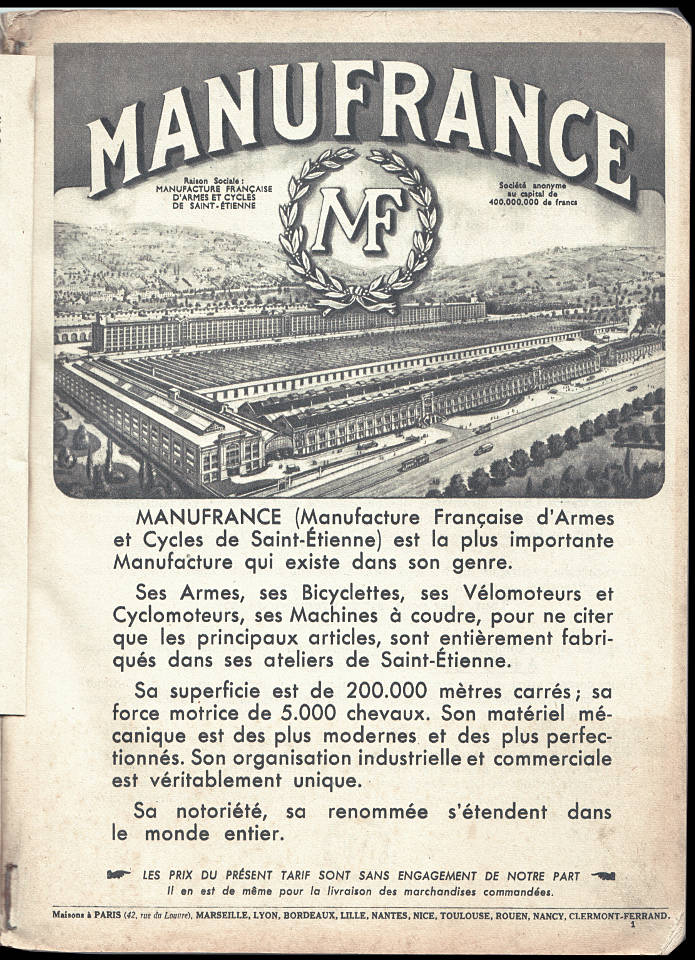 MANUFRANCE
Raison Sociale :
MANUFACTURE FRANÇAISE
D'ARMES ET CYCLES
DE SAINT-ÉTIENNE
MF
Société anonyme
au capital de
400,000,000 de francs
MANUFRANCE (Manufacture Française d'Armes
et Cycles de Saint-Étienne) est la plus importante
Manufacture qui existe dans son genre.
Ses Armes, ses Bicyclettes, ses Vélomoteurs et
Cyclomoteurs, ses Machines à coudre, pour ne citer
que les principaux articles, sont entièrement fabri-
qués dans ses ateliers de Saint-Étienne.
Sa superficie est de 200.000 mètres carrés ; sa
force motrice de 5.000 chevaux. Son matériel mé-
canique est des plus modernes et des plus perfec-
tionnés. Son organisation industrielle et commerciale
est véritablement unique.
Sa notoriété, sa renommée s'étendent dans
le monde entier.
LES PRIX DU PRÉSENT TARIF SONT SANS ENGAGEMENT DE NOTRE PART
Il en est de même pour la livraison des marchandises commandées.
Maisons à PARIS (42, rue du Louvre), MARSEILLE, LYON, BORDEAUX, LILLE, NANTES, NICE, TOULOUSE, ROUEN, NANCY, CLERMONT-FERRAND.
1